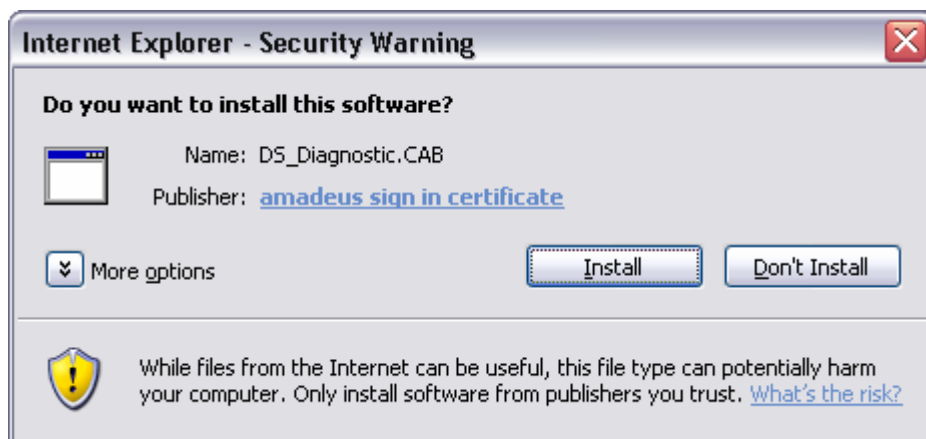 Internet Explorer - Security Warning
Do you want to install this software?
Name: DS_Diagnostic.CAB
Publisher: amadeus sign in certificate
More options
Install
Don't Install
While files from the Internet can be useful, this file type can potentially harm
your computer. Only install software from publishers you trust. What's the risk?